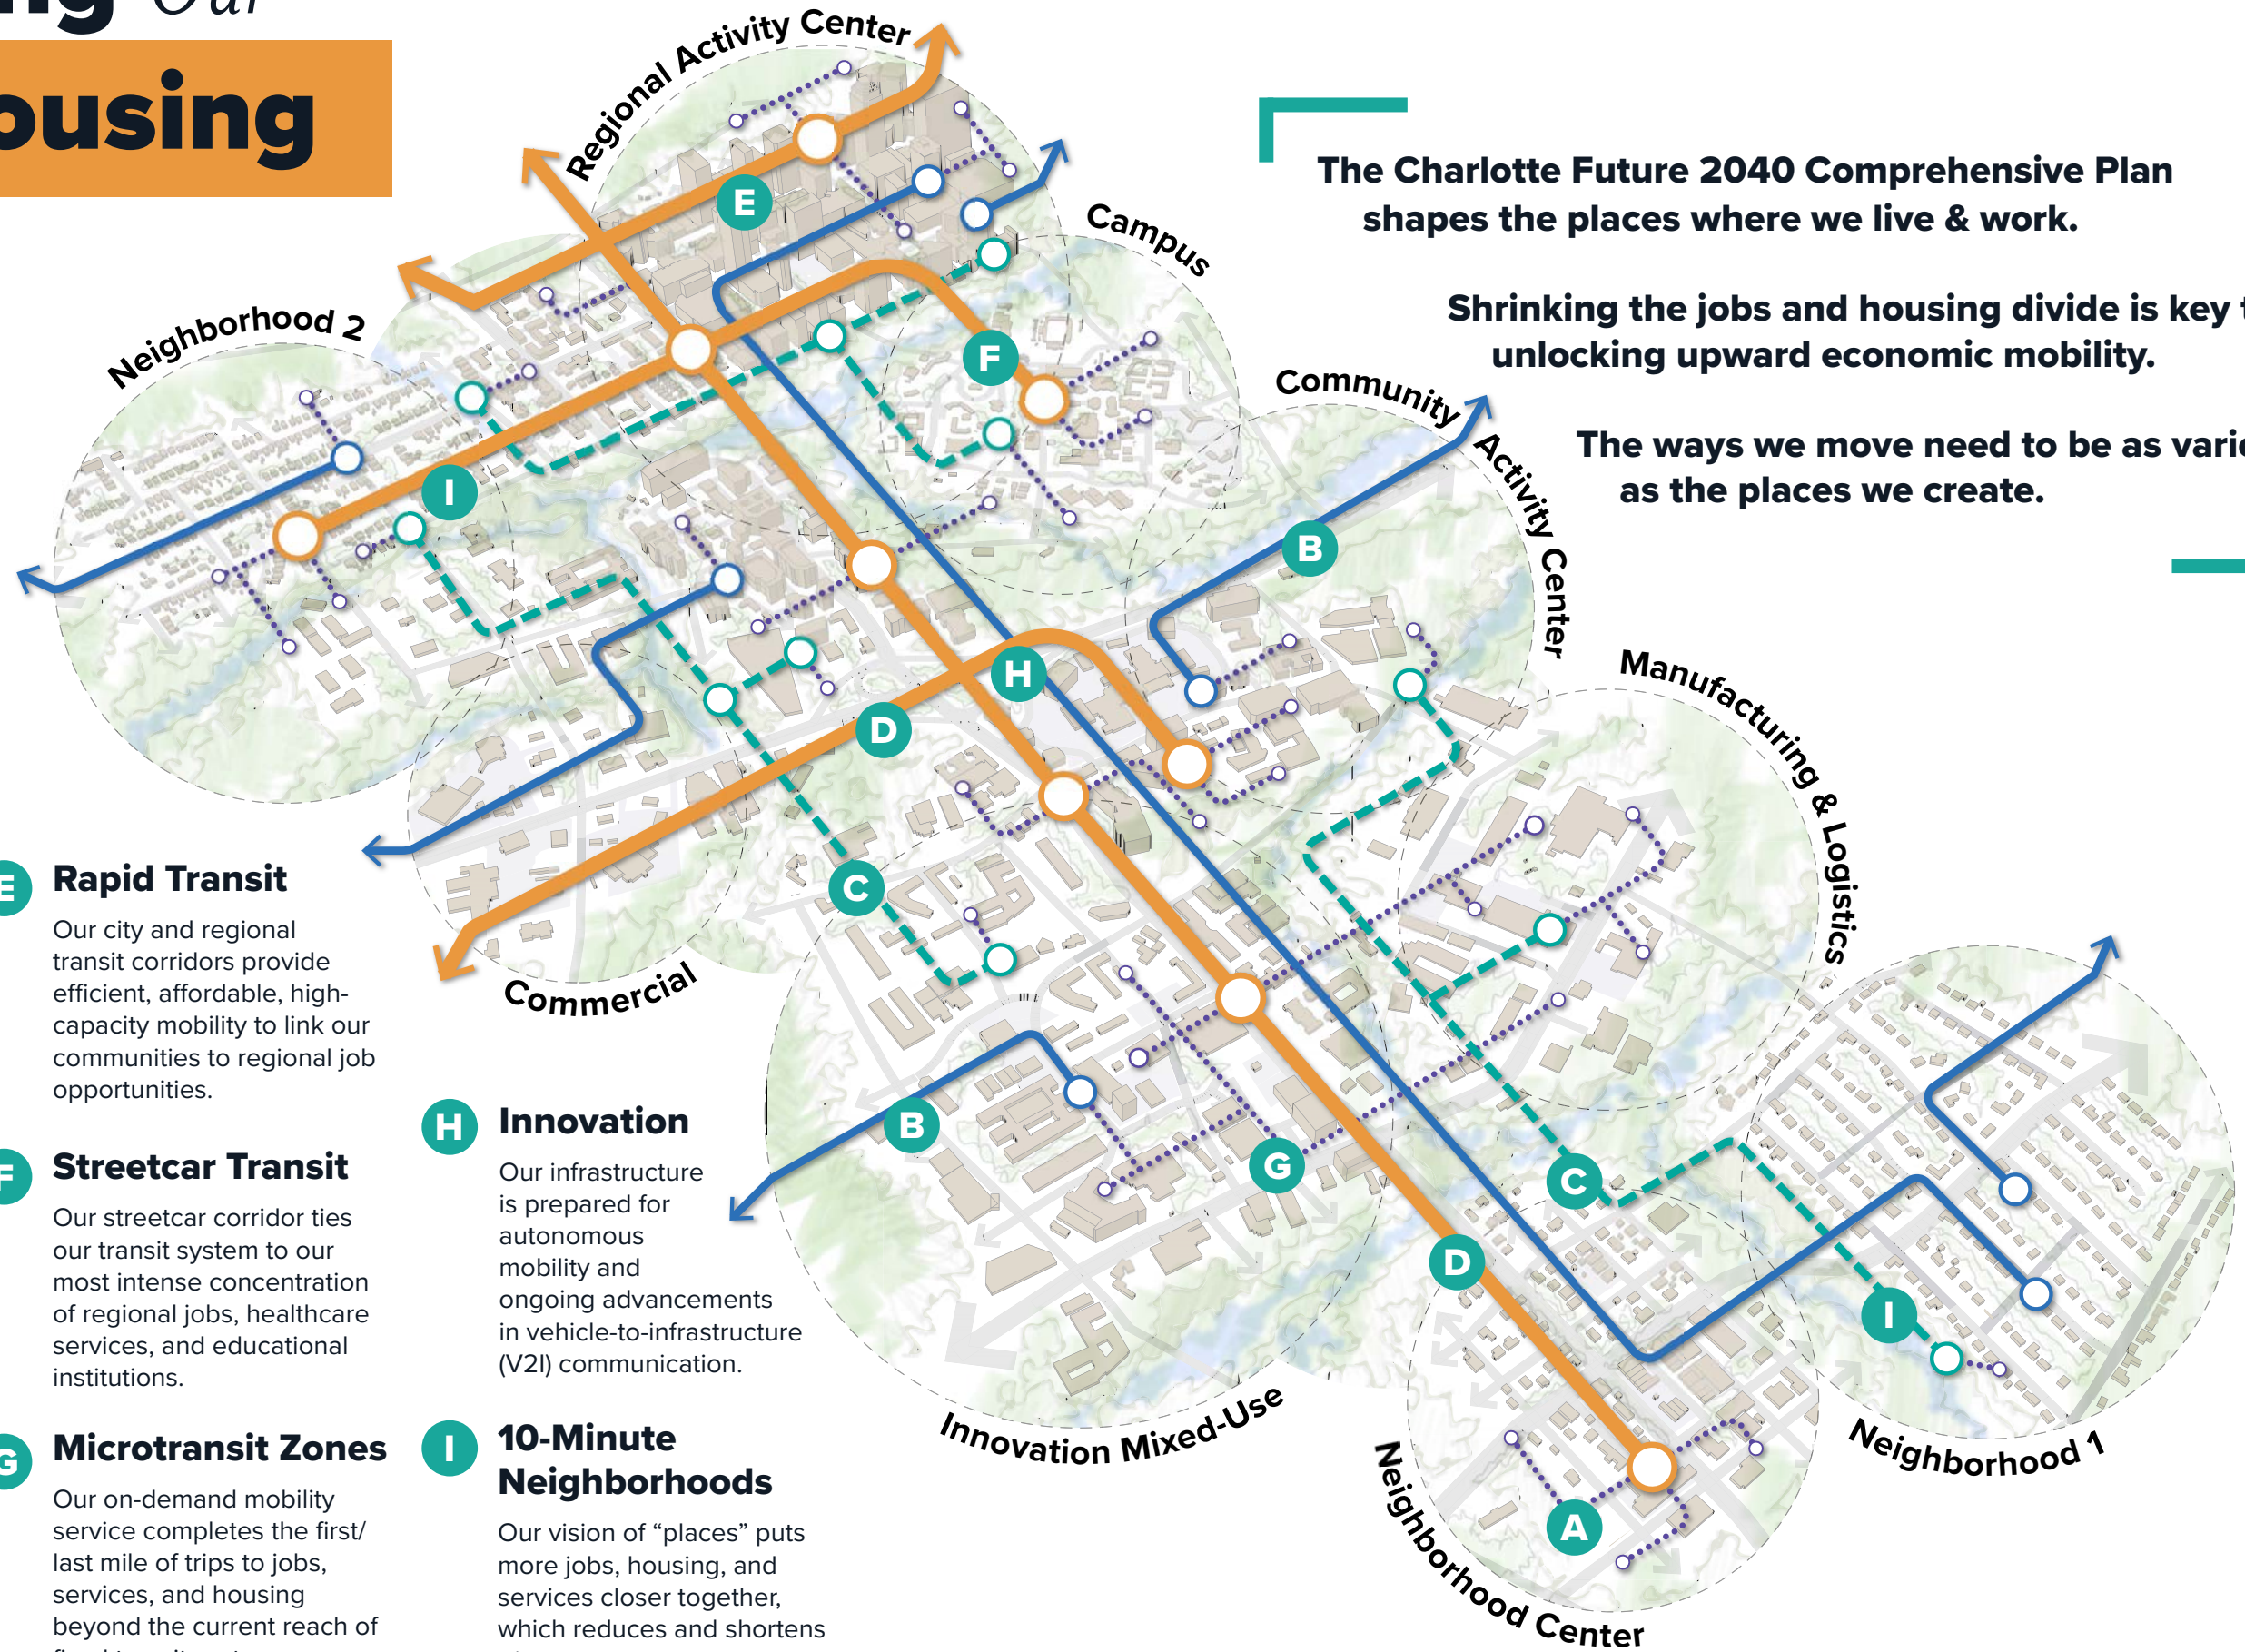 Our
Regional Activity Center
Campus
Neighborhood 2
Community Activity Center
Manufacturing & Logistics
Commercial
Innovation Mixed-Use
Neighborhood 1
Neighborhood Center
E
F
I
B
H
D
C
B
G
C
D
I
A
The Charlotte Future 2040 Comprehensive Plan
shapes the places where we live & work.
Shrinking the jobs and housing divide is key
unlocking upward economic mobility.
The ways we move need to be as
as the places we create.
E Rapid Transit
Our city and regional
transit corridors provide
efficient, affordable, high-
capacity mobility to link our
communities to regional job
opportunities.
F Streetcar Transit
Our streetcar corridor ties
our transit system to our
most intense concentration
of regional jobs, healthcare
services, and educational
institutions.
G Microtransit Zones
Our on-demand mobility
service completes the first/
last mile of trips to jobs,
services, and housing
beyond the current reach of
H Innovation
Our infrastructure
is prepared for
autonomous
mobility and
ongoing advancements
in vehicle-to-infrastructure
(V2I) communication.
I 10-Minute
Neighborhoods
Our vision of “places” puts
more jobs, housing, and
services closer together,
which reduces and shortens